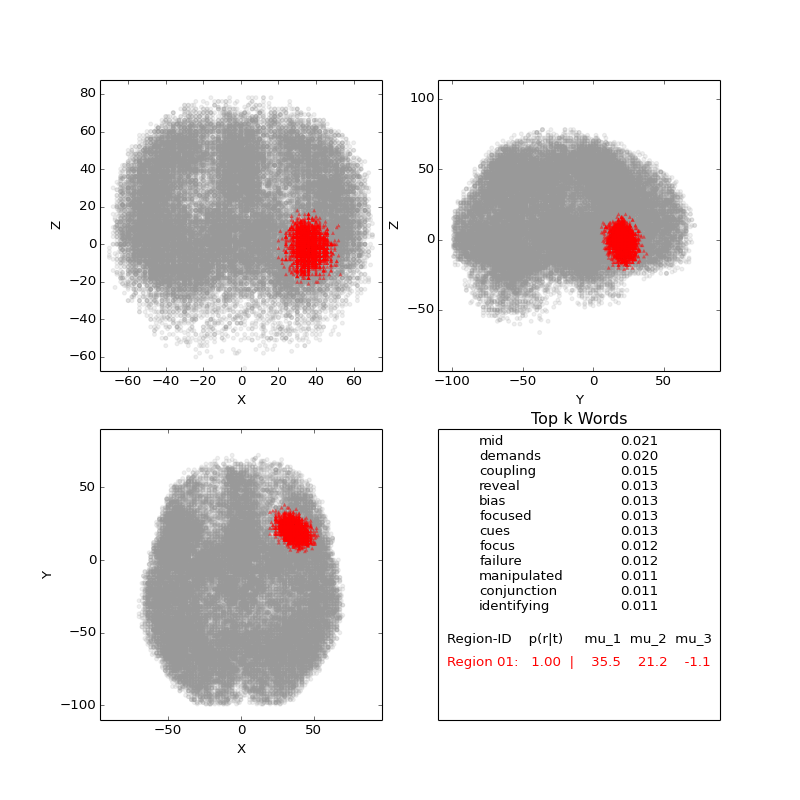 80
60
40
20
0
−20
−40
−60
Z
−60 −40 −20 0 20 40 60
X
100
50
0
−50
Z
−100 −50 0 50
Y
50
0
−50
−100
Y
−50 0 50
X
Top k Words
mid 0.021
demands 0.020
coupling 0.015
reveal 0.013
bias 0.013
focused 0.013
cues 0.013
focus 0.012
failure 0.012
manipulated 0.011
conjunction 0.011
identifying 0.011
Region-ID p(r|t) mu_1 mu_2 mu_3
Region 01: 1.00 | 35.5 21.2 -1.1